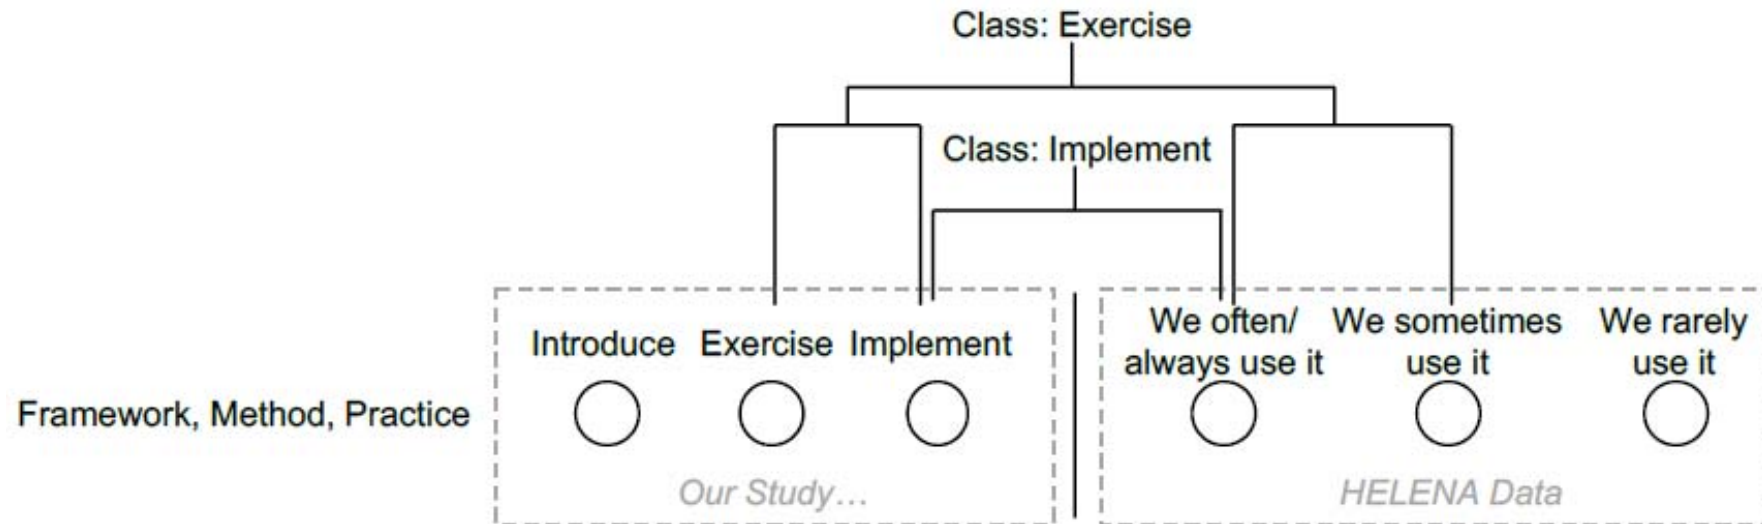 Class: Exercise
Class: Implement
Introduce Exercise Implement
We often/ always use it
We sometimes use it
We rarely use it
Framework, Method, Practice
Our Study…
HELENA Data